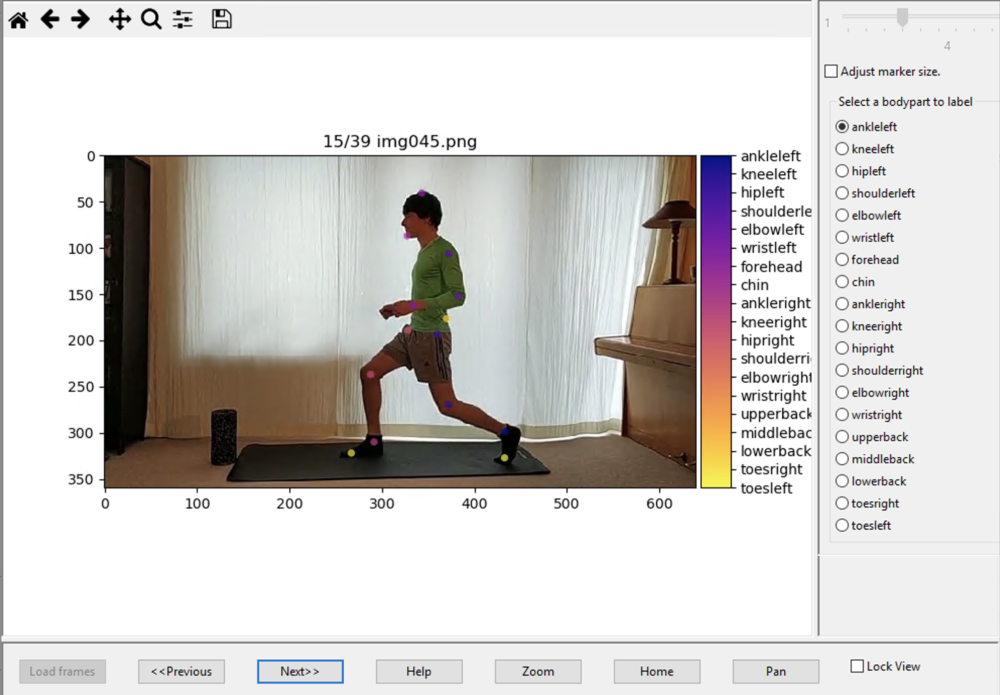 1
4
Adjust marker size.
Select a bodypart to label
ankleleft
kneeleft
hipleft
shoulderleft
elbowleft
wristleft
forehead
chin
ankleright
kneeright
hipright
shoulderright
elbowright
wristright
upperback
middleback
lowerback
toesright
toesleft
15/39 img045.png
0
50
100
150
200
250
300
350
0 100 200 300 400 500 600
ankleleft
kneeleft
hipleft
shoulderle
elbowleft
wristleft
forehead
chin
ankleright
kneeright
hipright
shoulderri
elbowright
wristright
upperback
middlebac
lowerback
toesright
toesleft
Load frames <<Previous Next>> Help Zoom Home Pan Lock View